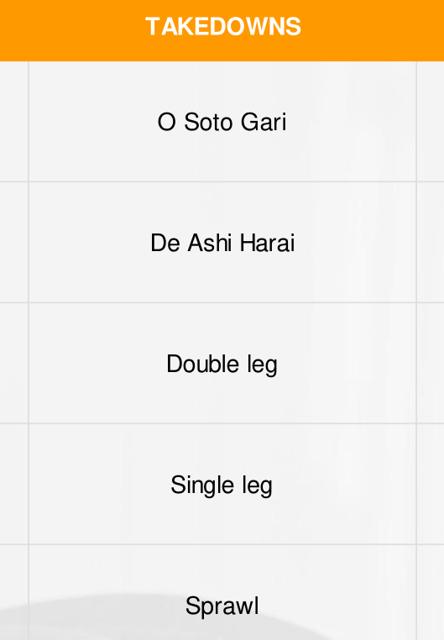 TAKEDOWNS
O Soto Gari
De Ashi Harai
Double leg
Single leg
Sprawl